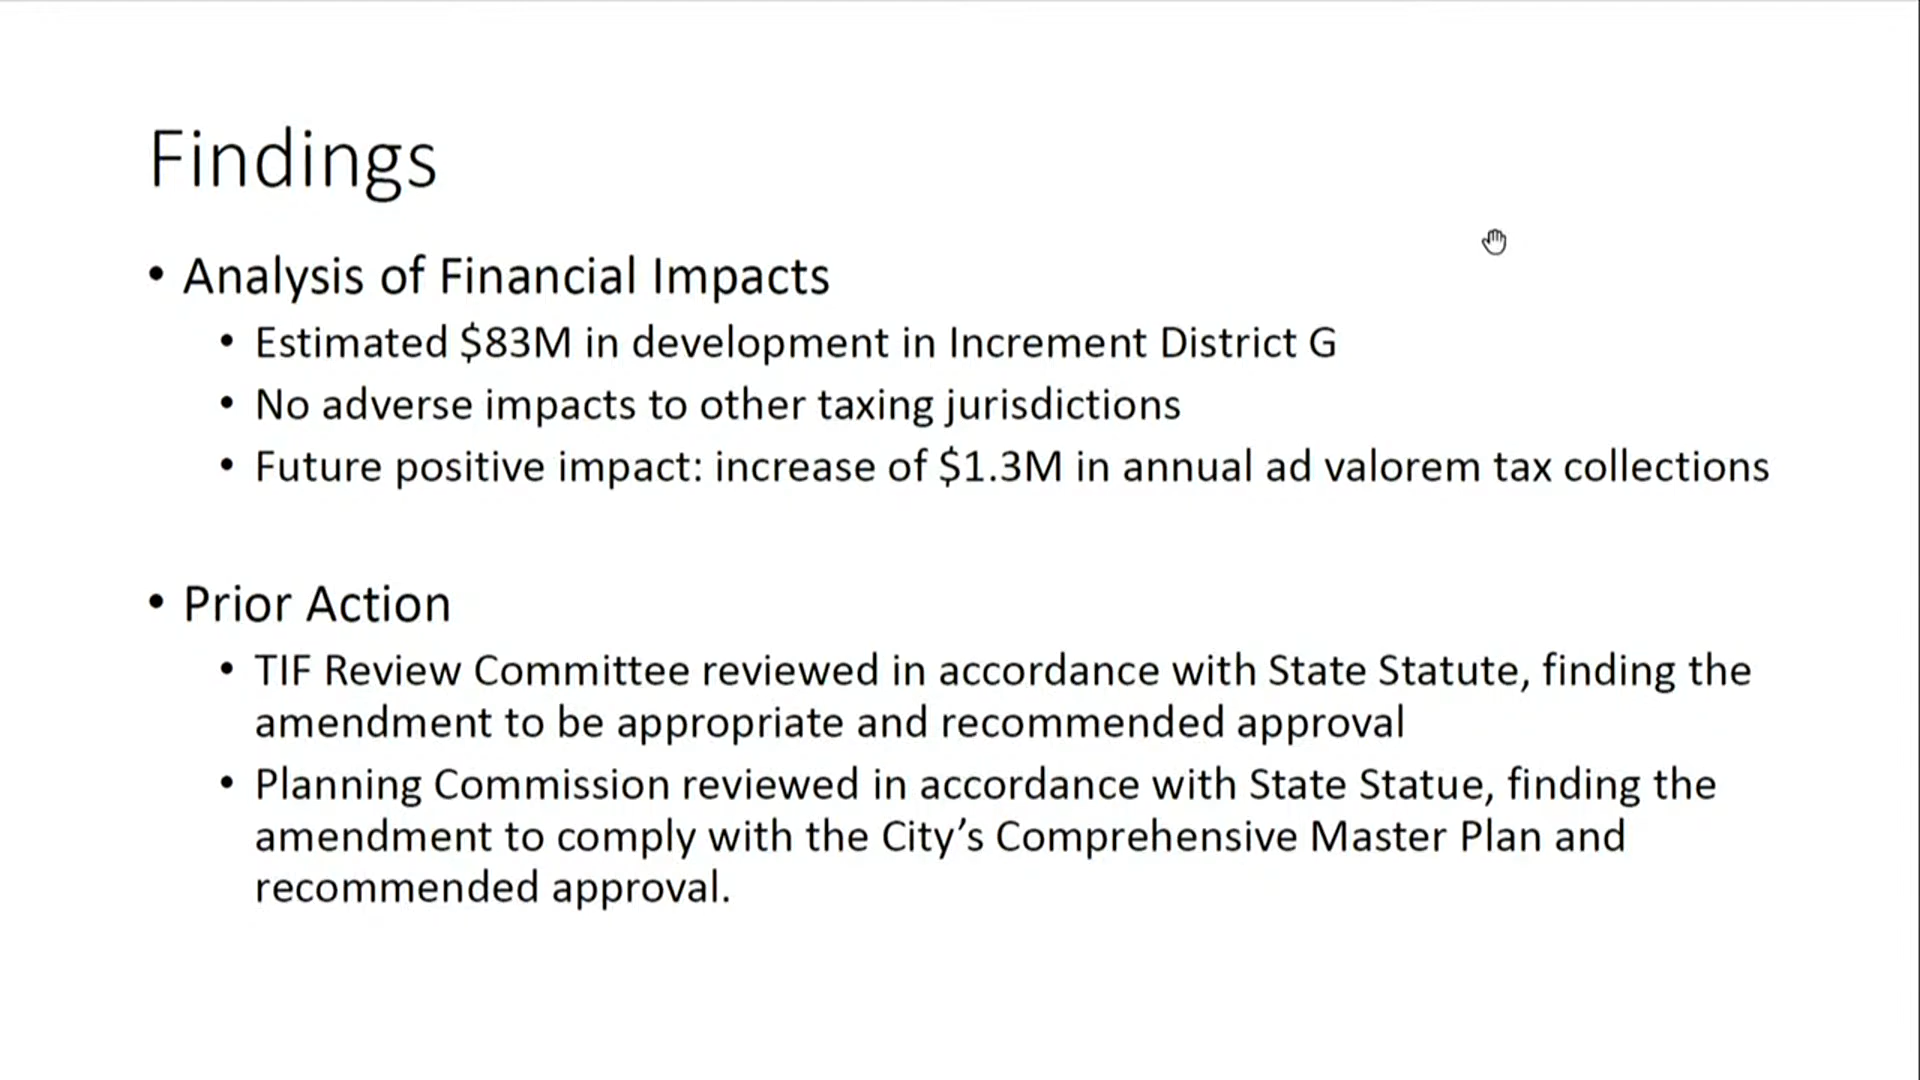 Findings
• Analysis of Financial Impacts
• Estimated $83M in development in Increment District G
• No adverse impacts to other taxing jurisdictions
• Future positive impact: increase of $1.3M in annual ad valorem tax collections
• Prior Action
• TIF Review Committee reviewed in accordance with State Statute, finding the
amendment to be appropriate and recommended approval
• Planning Commission reviewed in accordance with State Statue, finding the
amendment to comply with the City’s Comprehensive Master Plan and
recommended approval.